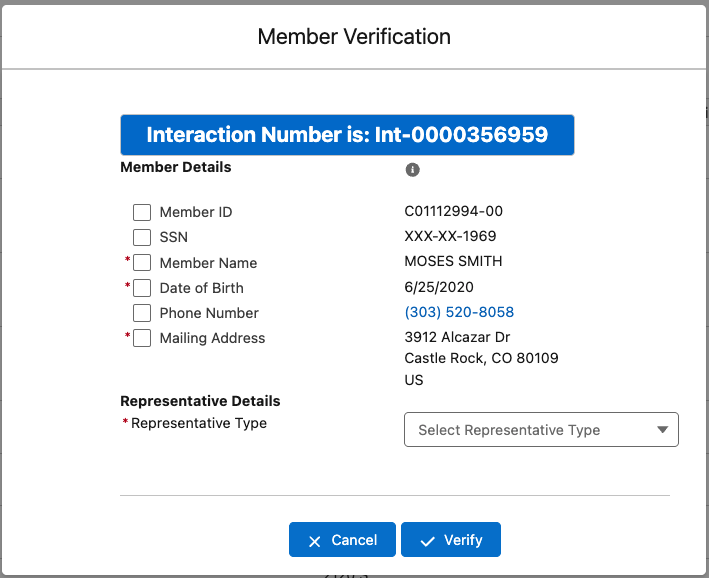 Member Verification
Interaction Number is: Int-0000356959
Member Details
Member ID C01112994-00
SSN XXX-XX-1969
* Member Name MOSES SMITH
* Date of Birth 6/25/2020
Phone Number (303) 520-8058
* Mailing Address 3912 Alcazar Dr
Castle Rock, CO 80109
US
Representative Details
* Representative Type Select Representative Type
Cancel Verify